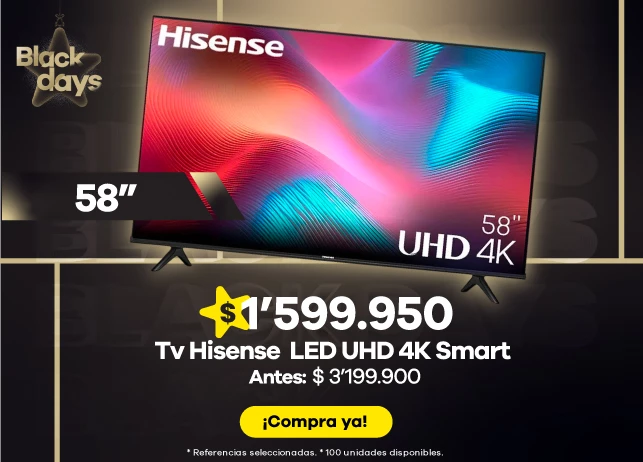 Black
days
Hisense
58"
58"
UHD 4K
$1'599.950
Tv Hisense LED UHD 4K Smart
Antes: $ 3'199.900
¡Compra ya!
* Referencias seleccionadas. * 100 unidades disponibles.